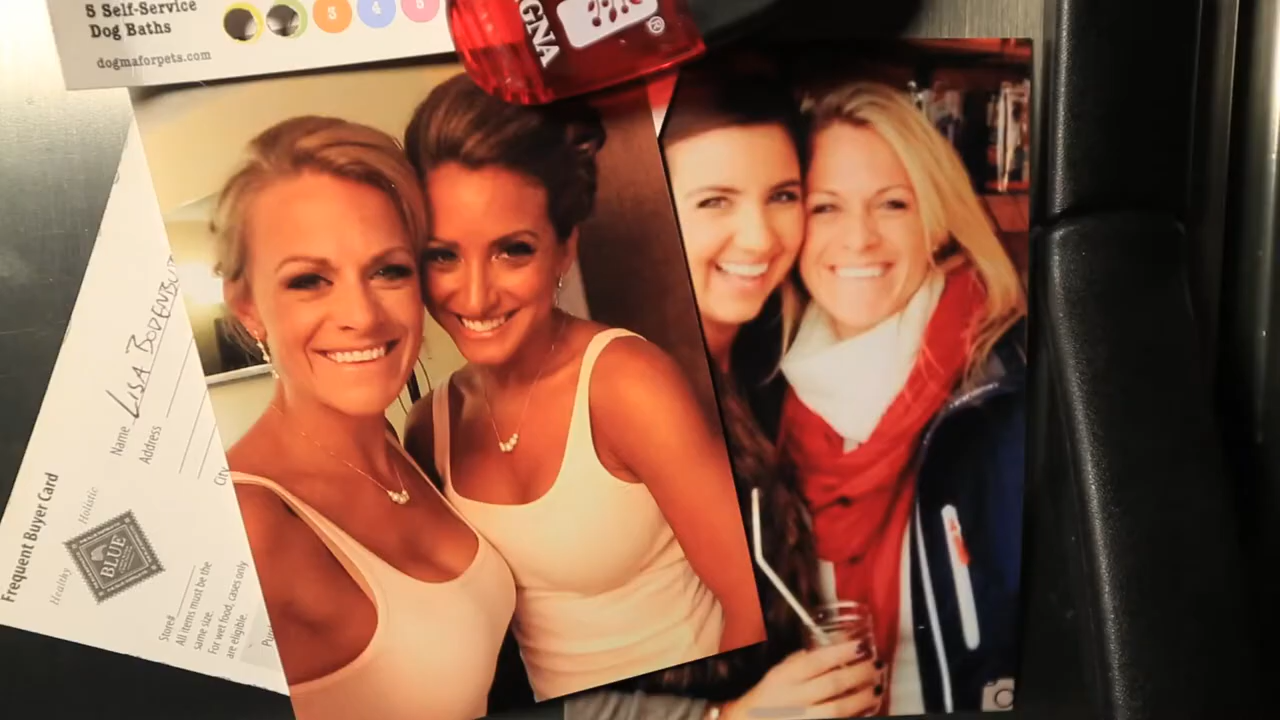 5 Self-Service
Dog Baths
dogmaforpets.com
3 4 5
GNA
®
Name LISA BODENBU
Address
City
Frequent Buyer Card
Healthy Holistic
BLUE
Store#
All items must be the
same size.
For wet food, cases only
are eligible.